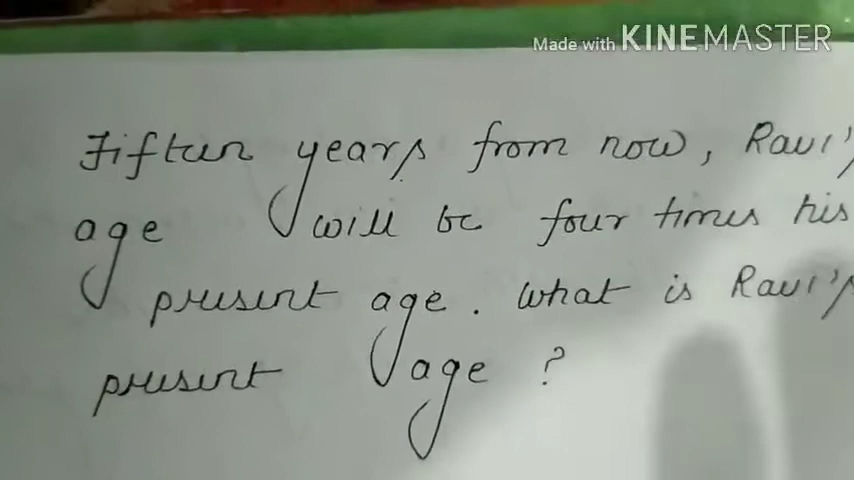 Made with KINEMASTER
Fifteen years from now, Ravi's
age will be four times his
present age. What is Ravi's
present age ?